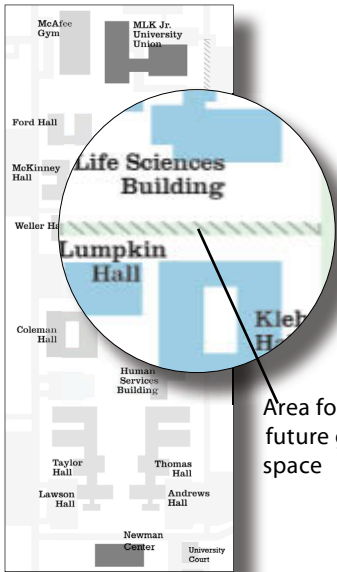 McAfee
Gym
MLK Jr.
University
Union
Ford Hall
McKinney
Hall
Life Sciences
Building
Weller
Lumpkin
Hall
Coleman
Hall
Human
Services
Building
Area
future
space
Taylor
Hall
Thomas
Hall
Lawson
Hall
Andrews
Hall
Newman
Center
University
Court